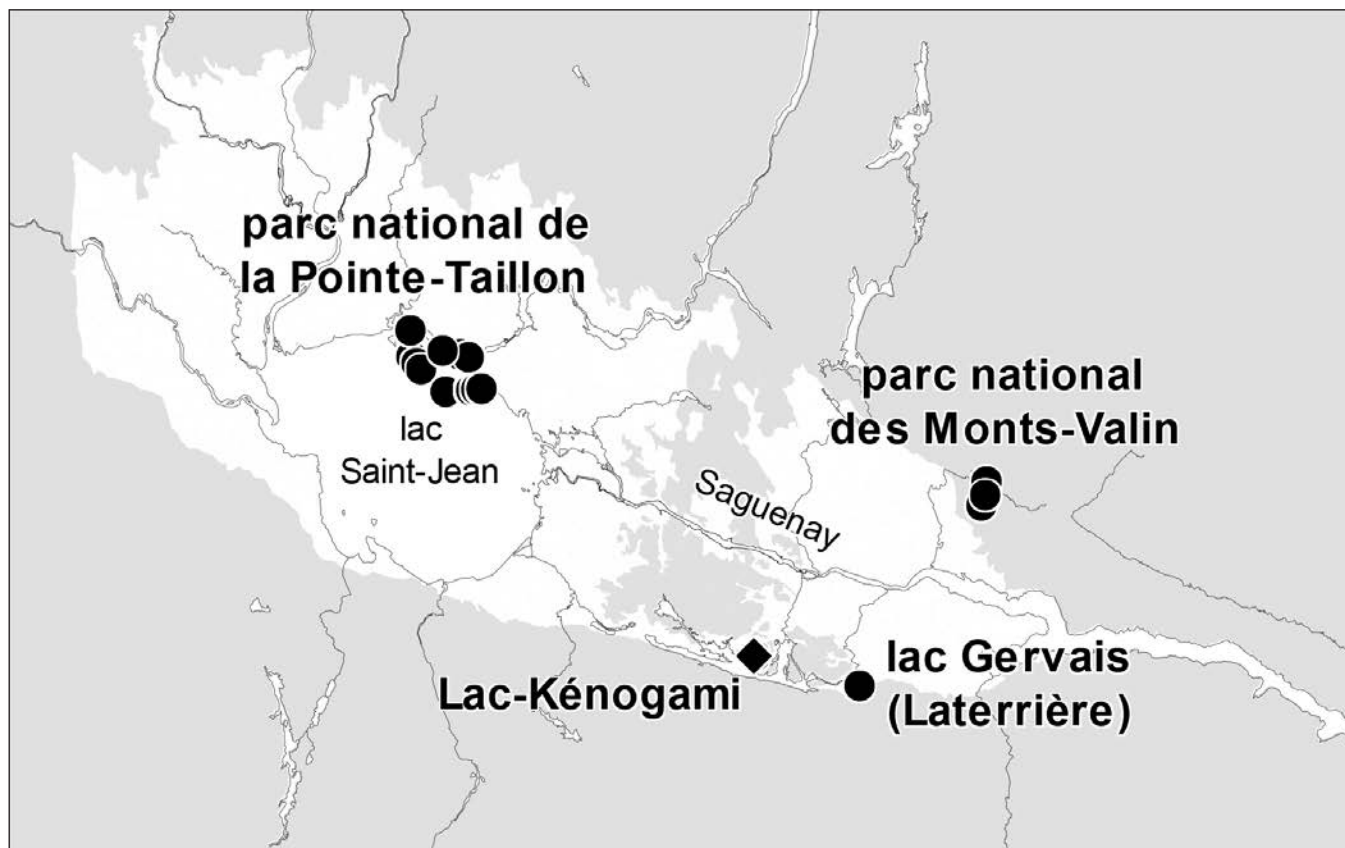 parc national de
la Pointe-Taillon
lac
Saint-Jean
parc national
des Monts-Valin
Saguenay
Lac-Kénogami
lac Gervais
(Laterrière)